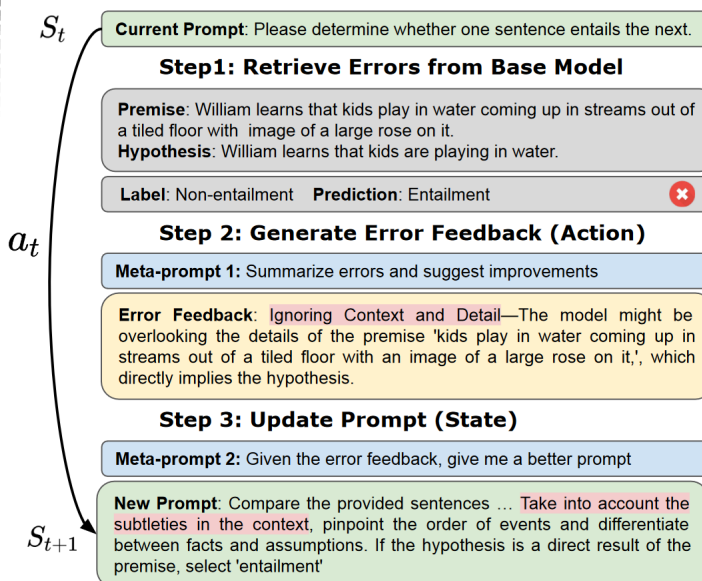 S_t
Current Prompt: Please determine whether one sentence entails the next.
Step1: Retrieve Errors from Base Model
Premise: William learns that kids play in water coming up in streams out of
a tiled floor with image of a large rose on it.
Hypothesis: William learns that kids are playing in water.
Label: Non-entailment Prediction: Entailment
a_t
Step 2: Generate Error Feedback (Action)
Meta-prompt 1: Summarize errors and suggest improvements
Error Feedback: Ignoring Context and Detail—The model might be
overlooking the details of the premise 'kids play in water coming up in
streams out of a tiled floor with an image of a large rose on it,', which
directly implies the hypothesis.
Step 3: Update Prompt (State)
Meta-prompt 2: Given the error feedback, give me a better prompt
New Prompt: Compare the provided sentences … Take into account the
subtleties in the context, pinpoint the order of events and differentiate
between facts and assumptions. If the hypothesis is a direct result of the
premise, select 'entailment'
S_{t+1}